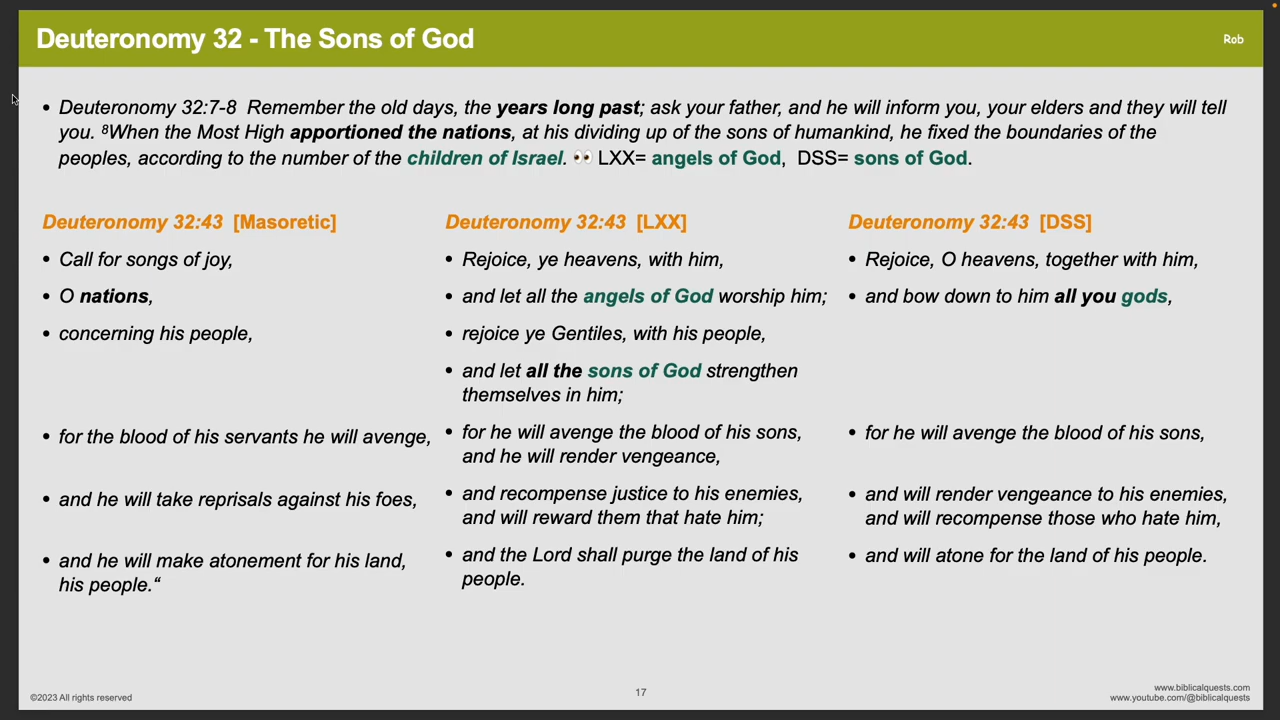 Deuteronomy 32 - The Sons of God
Rob
• Deuteronomy 32:7-8  Remember the old days, the years long past; ask your father, and he will inform you, your elders and they will tell
you. ⁸When the Most High apportioned the nations, at his dividing up of the sons of humankind, he fixed the boundaries of the
peoples, according to the number of the children of Israel. 👀 LXX= angels of God,  DSS= sons of God.
Deuteronomy 32:43  [Masoretic]
• Call for songs of joy,
• O nations,
• concerning his people,
• for the blood of his servants he will avenge,
• and he will take reprisals against his foes,
• and he will make atonement for his land,
his people.“
Deuteronomy 32:43  [LXX]
• Rejoice, ye heavens, with him,
• and let all the angels of God worship him;
• rejoice ye Gentiles, with his people,
• and let all the sons of God strengthen
themselves in him;
• for he will avenge the blood of his sons,
and he will render vengeance,
• and recompense justice to his enemies,
and will reward them that hate him;
• and the Lord shall purge the land of his
people.
Deuteronomy 32:43  [DSS]
• Rejoice, O heavens, together with him,
• and bow down to him all you gods,
• for he will avenge the blood of his sons,
• and will render vengeance to his enemies,
and will recompense those who hate him,
• and will atone for the land of his people.
©2023 All rights reserved
17
www.biblicalquests.com
www.youtube.com/@biblicalquests